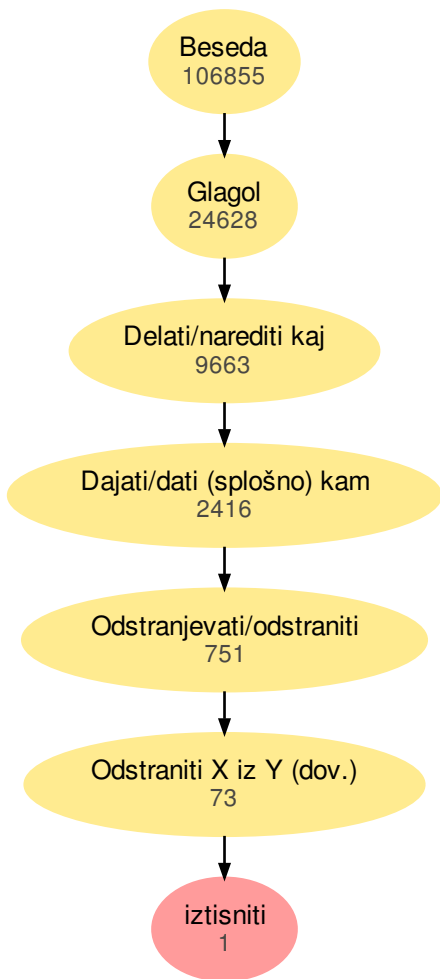 Beseda
106855
Glagol
24628
Delati/narediti kaj
9663
Dajati/dati (splošno) kam
2416
Odstranjevati/odstraniti
751
Odstraniti X iz Y (dov.)
73
iztisniti
1